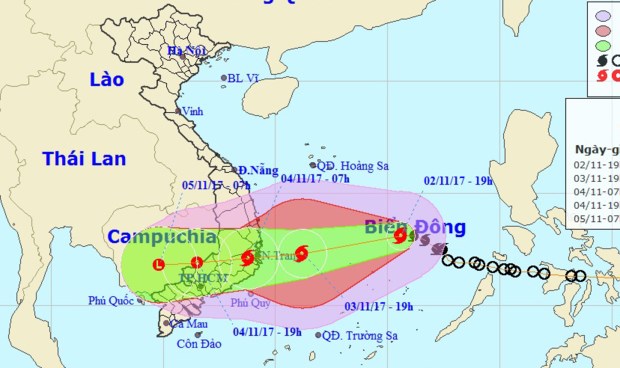 Hà Nội
Lào
BL Vĩ
Vinh
Thái Lan
Đ.Nẵng
QĐ. Hoàng Sa
04/11/17 - 07h
05/11/17 - 07h
02/11/17 - 19h
Biển Đông
Campuchia
N Tran
TP.HCM
Phú Quốc
Phú Quý
03/11/17 - 19h
Cà Mau
04/11/17 - 19h
QĐ. Trường Sa
Côn Đảo
Ngày-gi
02/11-19
03/11-19
04/11-07
04/11-19
05/11-07
L